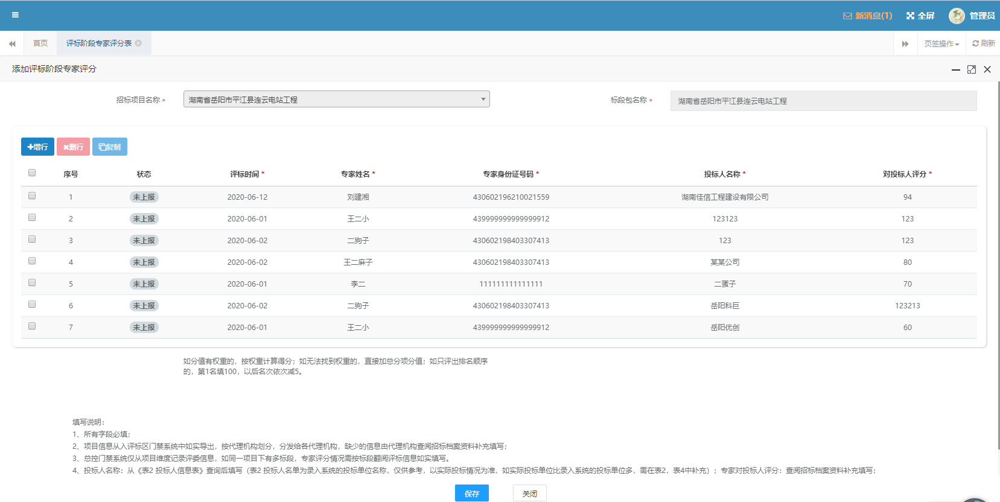 新消息(1) 全屏 管理员
首页 评标阶段专家评分表 页签操作 刷新
添加评标阶段专家评分
招标项目名称 * 湖南省岳阳市平江县连云电站工程 标段包名称 * 湖南省岳阳市平江县连云电站工程
增行 删行 复制
序号 状态 评标时间 * 专家姓名 * 专家身份证号码 * 投标人名称 * 对投标人评分 *
1 未上报 2020-06-12 刘建湘 430602196210021559 湖南佳信工程建设有限公司 94
2 未上报 2020-06-01 王二小 439999999999999912 123123 123
3 未上报 2020-06-02 二狗子 430602198403307413 123 123
4 未上报 2020-06-02 王二麻子 430602198403307413 某某公司 80
5 未上报 2020-06-01 李二 111111111111111 二蛋子 70
6 未上报 2020-06-02 二狗子 430602198403307413 岳阳科巨 123213
7 未上报 2020-06-01 王二小 439999999999999912 岳阳优创 60
如分值有权重的，按权重计算得分；如无法找到权重的，直接加总分项分值；如只评出排名顺序
的，第1名填100，以后名次依次减5。
填写说明：
1、所有字段必填；
2、项目信息从入评标区门禁系统中如实导出，按代理机构划分，分发给各代理机构，缺少的信息由代理机构查阅招标档案资料补充填写；
3、总控门禁系统仅从项目维度记录评委信息，如同一项目下有多标段，专家评分情况需按标段翻阅评标信息如实填写。
4、投标人名称：从《表2 投标人信息表》查询后填写（表2 投标人名单为录入系统的投标单位名称，仅供参考，以实际投标情况为准，如实际投标单位比录入系统的投标单位多，需在表2，表4中补充）；专家对投标人评分：查阅招标档案资料补充填写；
保存 关闭